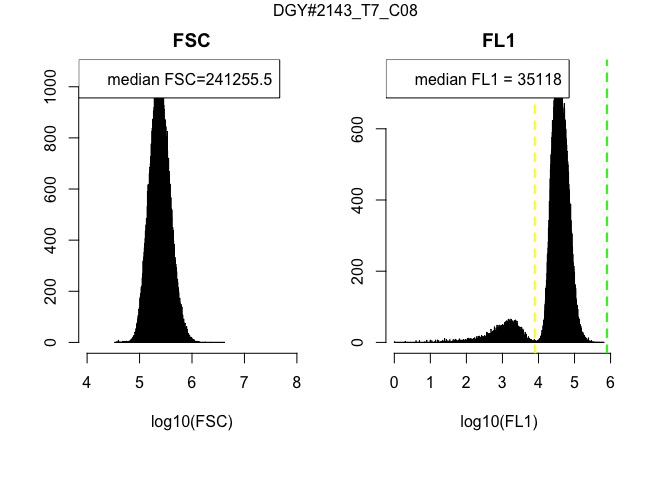 DGY#2143_T7_C08
FSC
median FSC=241255.5
0 200 400 600 800 1000
4 5 6 7 8
log10(FSC)
FL1
median FL1 = 35118
0 200 400 600
0 1 2 3 4 5 6
log10(FL1)